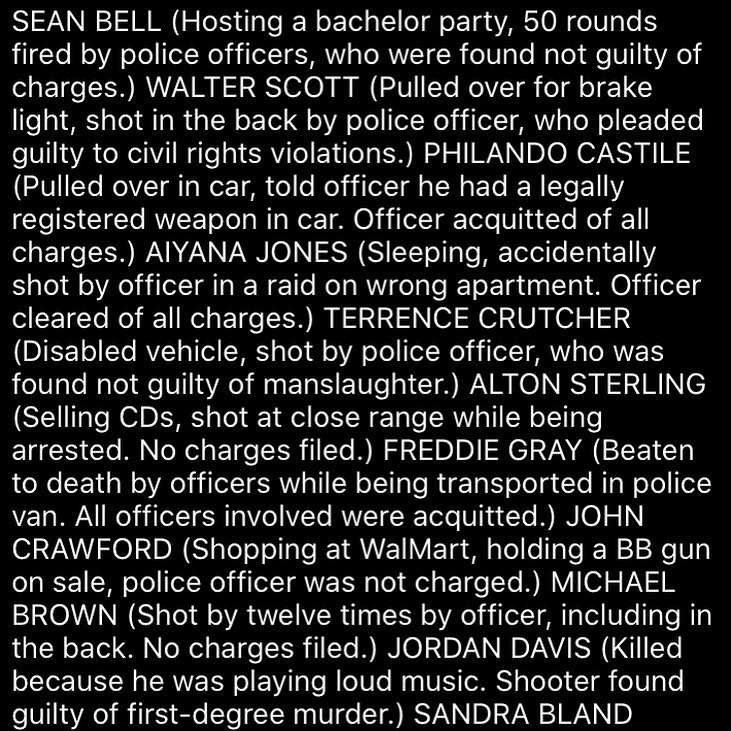 SEAN BELL (Hosting a bachelor party, 50 rounds
fired by police officers, who were found not guilty of
charges.) WALTER SCOTT (Pulled over for brake
light, shot in the back by police officer, who pleaded
guilty to civil rights violations.) PHILANDO CASTILE
(Pulled over in car, told officer he had a legally
registered weapon in car. Officer acquitted of all
charges.) AIYANA JONES (Sleeping, accidentally
shot by officer in a raid on wrong apartment. Officer
cleared of all charges.) TERRENCE CRUTCHER
(Disabled vehicle, shot by police officer, who was
found not guilty of manslaughter.) ALTON STERLING
(Selling CDs, shot at close range while being
arrested. No charges filed.) FREDDIE GRAY (Beaten
to death by officers while being transported in police
van. All officers involved were acquitted.) JOHN
CRAWFORD (Shopping at WalMart, holding a BB gun
on sale, police officer was not charged.) MICHAEL
BROWN (Shot by twelve times by officer, including in
the back. No charges filed.) JORDAN DAVIS (Killed
because he was playing loud music. Shooter found
guilty of first-degree murder.) SANDRA BLAND